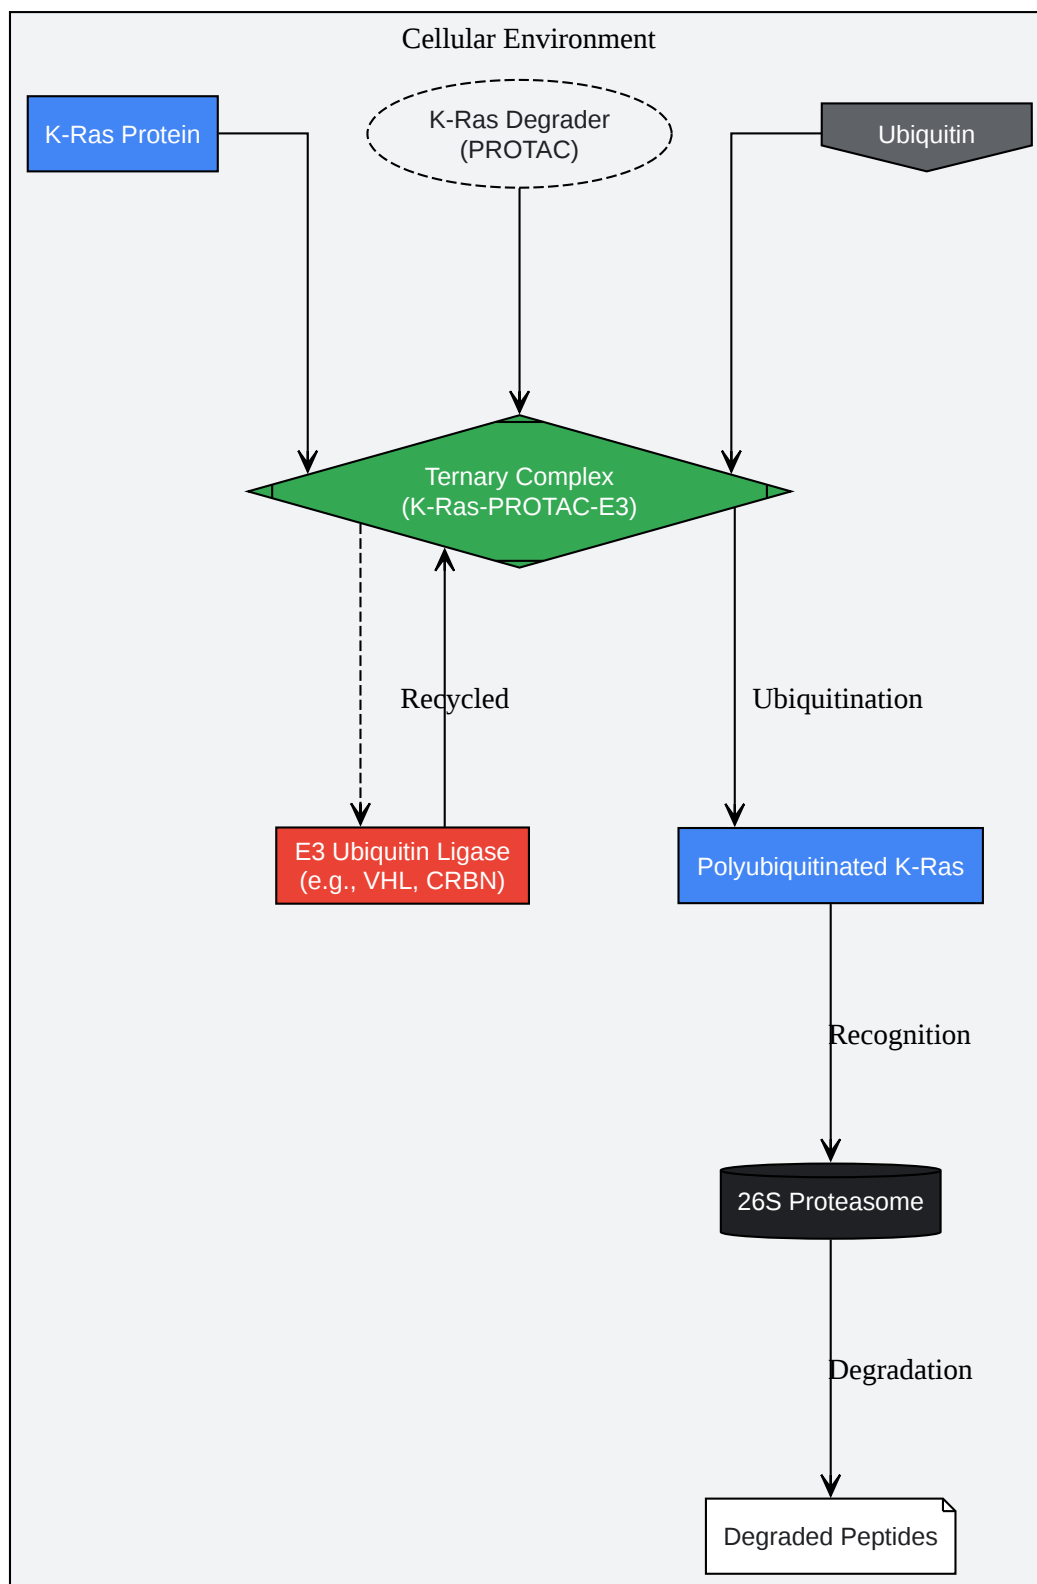 Cellular Environment
K-Ras Protein
K-Ras Degrader
(PROTAC)
Ubiquitin
Ternary Complex
(K-Ras-PROTAC-E3)
Recycled
Ubiquitination
E3 Ubiquitin Ligase
(e.g., VHL, CRBN)
Polyubiquitinated K-Ras
Recognition
26S Proteasome
Degradation
Degraded Peptides